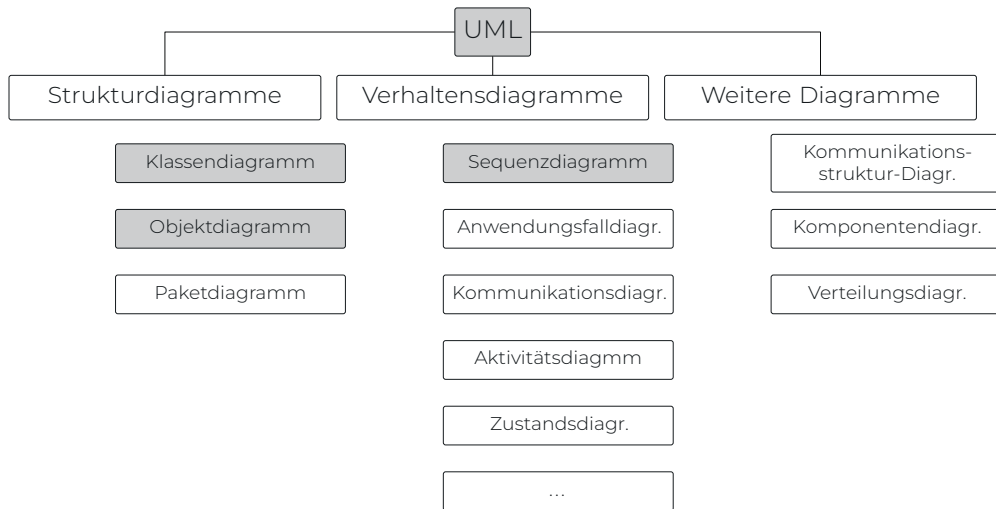 UML
Strukturdiagramme
Verhaltensdiagramme
Weitere Diagramme
Klassendiagramm
Objektdiagramm
Paketdiagramm
Sequenzdiagramm
Anwendungsfalldiagr.
Kommunikationsdiagr.
Aktivitätsdiagmm
Zustandsdiagr.
...
Kommunikations-
struktur-Diagr.
Komponentendiagr.
Verteilungsdiagr.